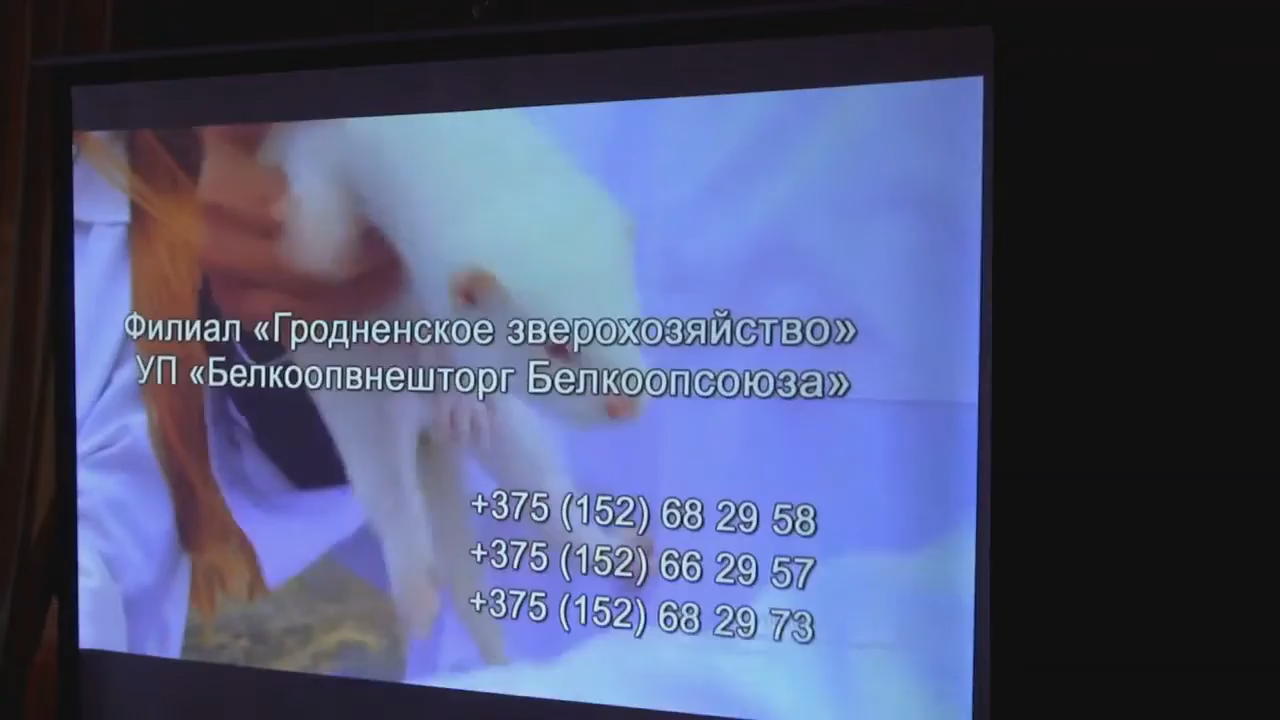 Филиал «Гродненское зверохозяйство»
УП «Белкоопвнешторг Белкоопсоюза»
+375 (152) 68 29 58
+375 (152) 66 29 57
+375 (152) 68 29 73